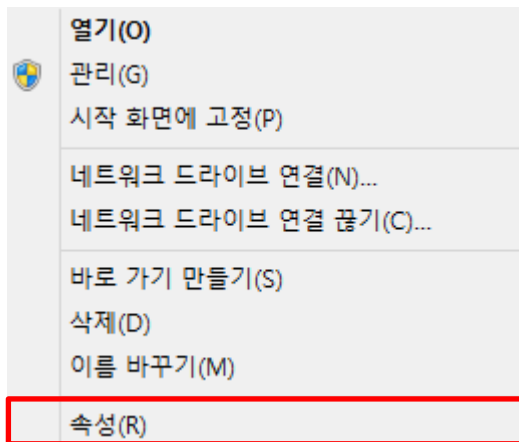 열기(O)
관리(G)
시작 화면에 고정(P)
네트워크 드라이브 연결(N)...
네트워크 드라이브 연결 끊기(C)...
바로 가기 만들기(S)
삭제(D)
이름 바꾸기(M)
속성(R)